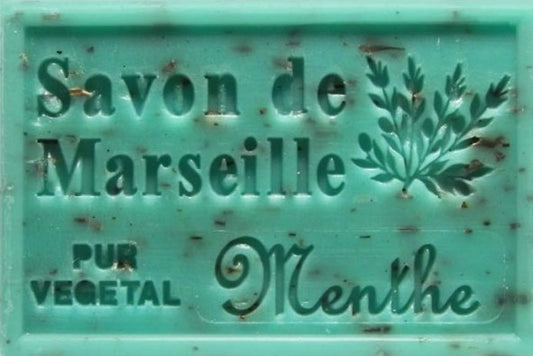 Savon de
Marseille
PUR
VEGETAL
Menthe